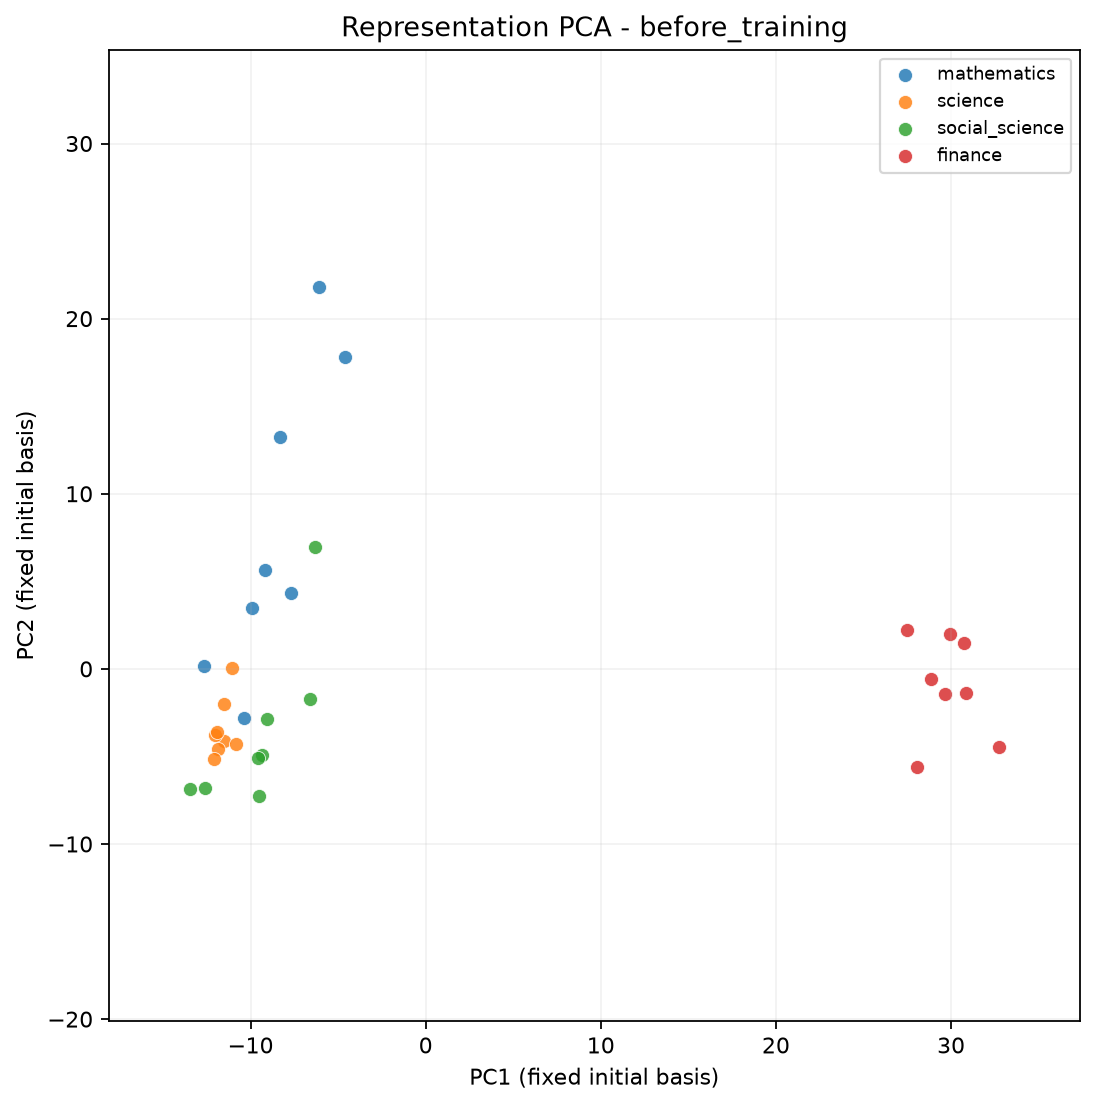 Representation PCA - before_training
mathematics
science
social_science
finance
30
20
10
0
−10
−20
PC2 (fixed initial basis)
−10
0
10
20
30
PC1 (fixed initial basis)